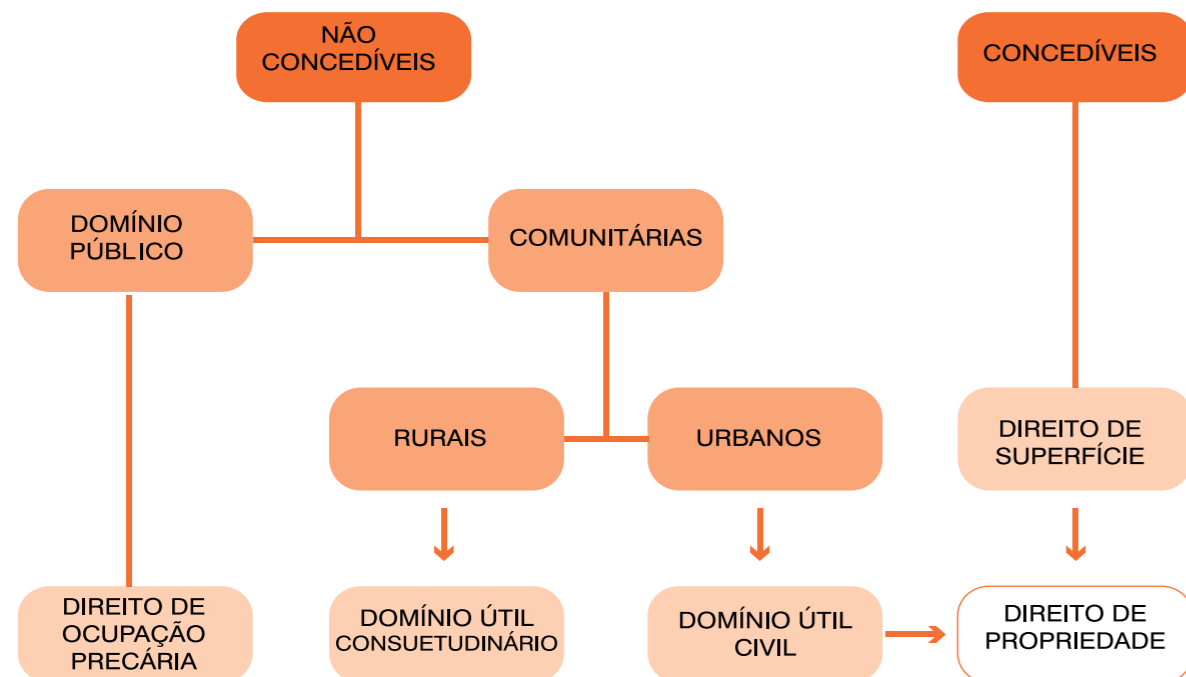 NÃO
CONCEDÍVEIS
CONCEDÍVEIS
DOMÍNIO
PÚBLICO
COMUNITÁRIAS
RURAIS
URBANOS
DIREITO DE
SUPERFÍCIE
DIREITO DE
OCUPAÇÃO
PRECÁRIA
DOMÍNIO ÚTIL
CONSUETUDINÁRIO
DOMÍNIO ÚTIL
CIVIL
DIREITO DE
PROPRIEDADE